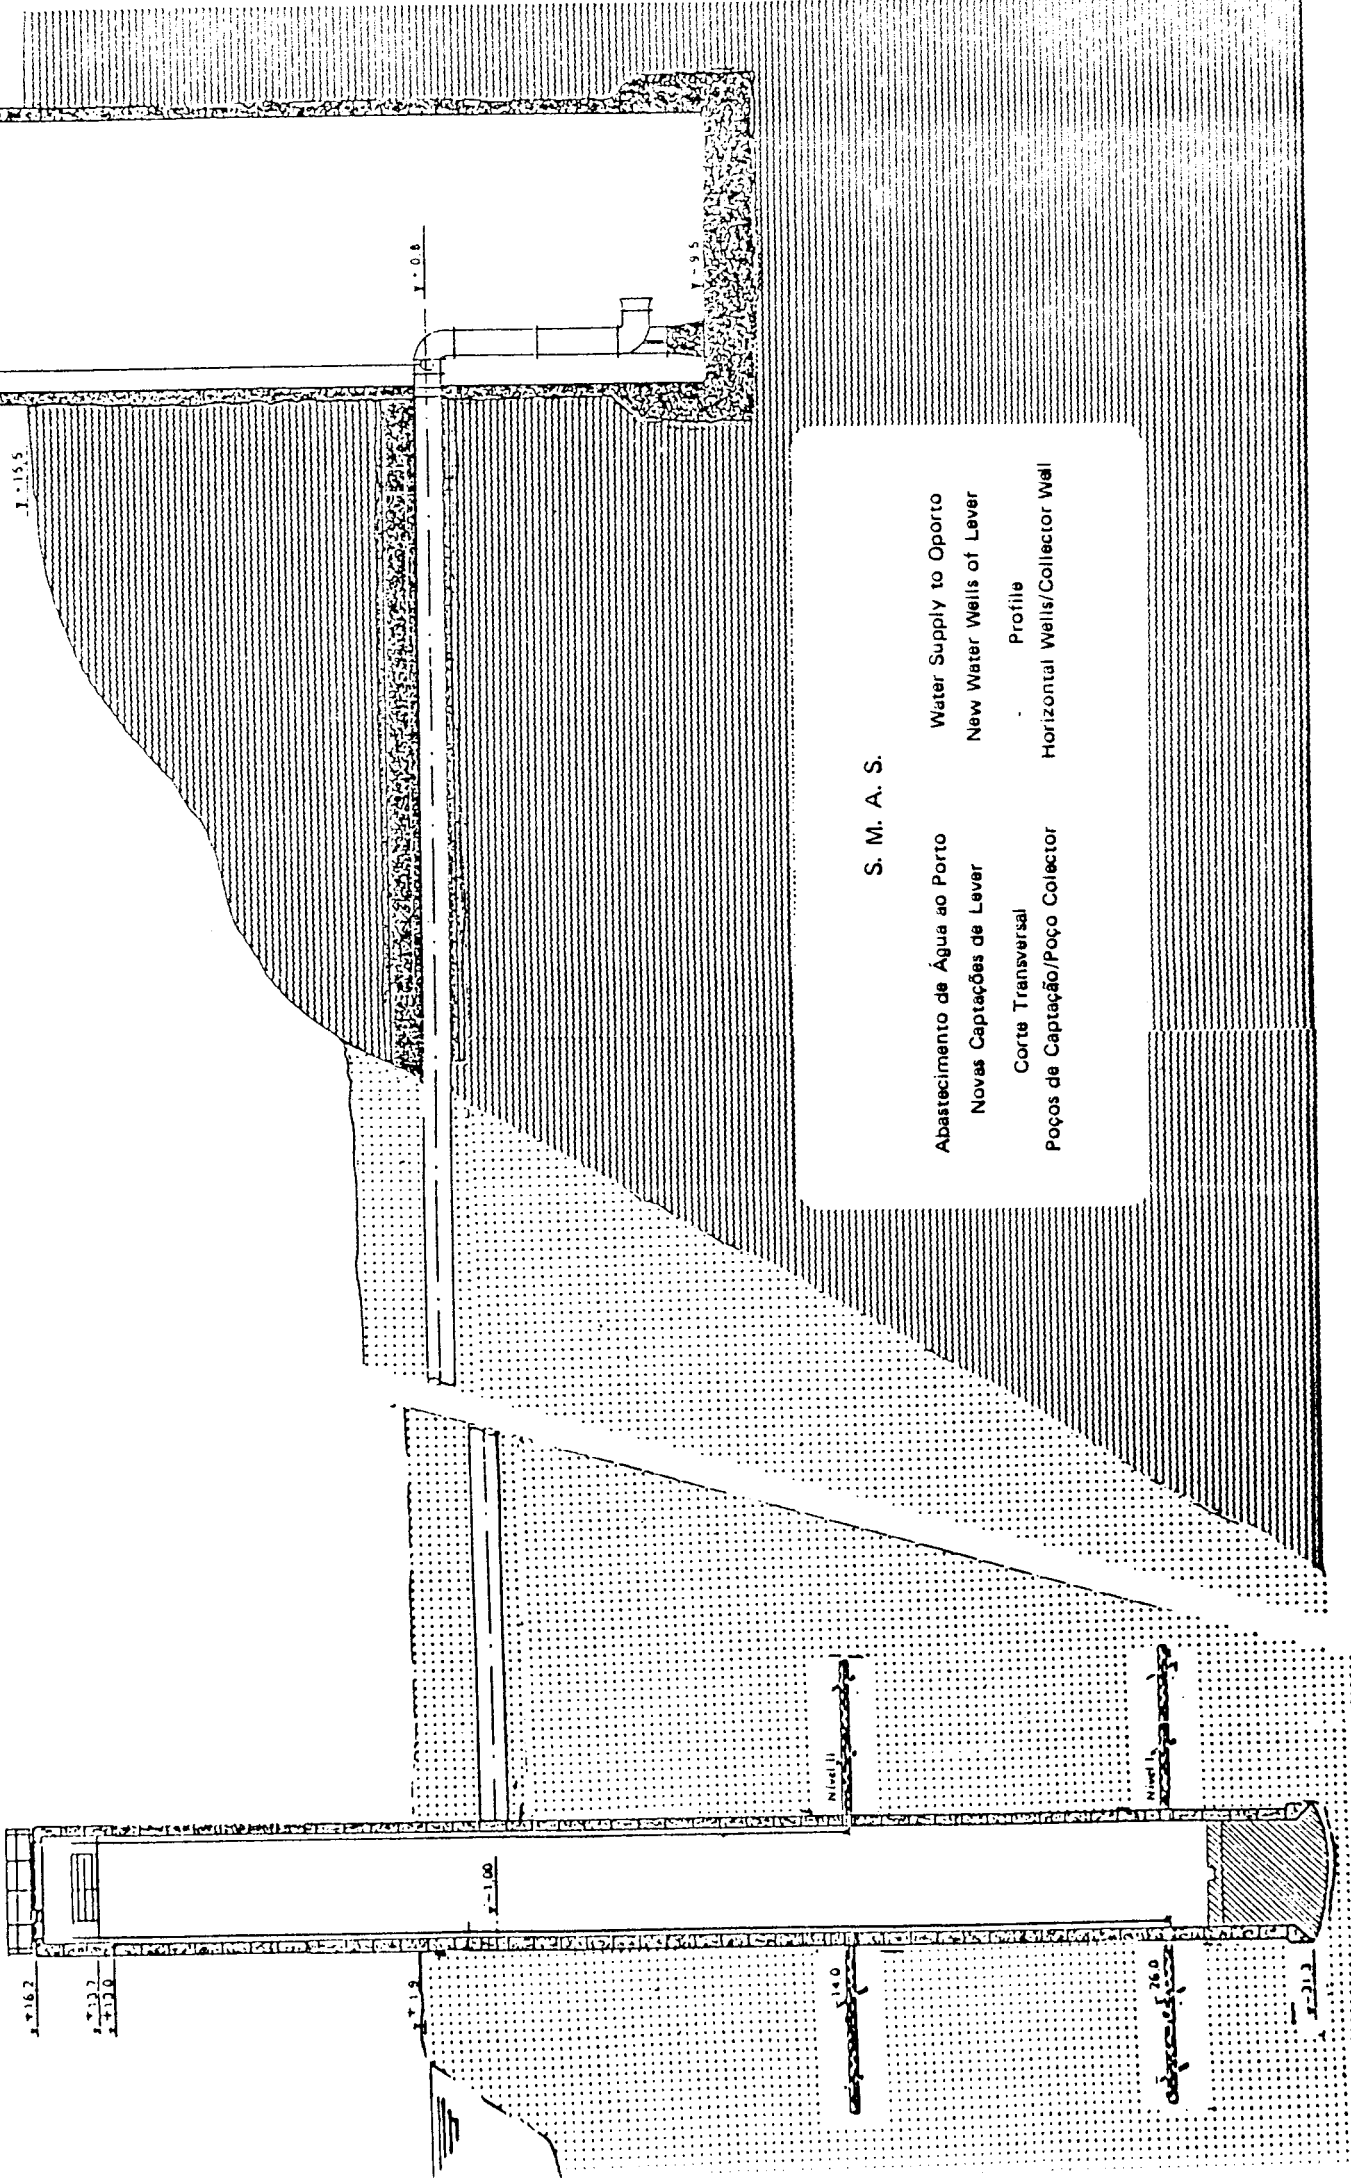 S. M. A. S.
Abastecimento de Água ao Porto
Novas Captações de Lever
Corte Transversal
Poços de Captação/Poço Colector
Water Supply to Oporto
New Water Wells of Lever
- Profile
Horizontal Wells/Collector Well
+16.2
+13.7
+13.0
+1.9
-1.00
14.0
26.0
-31.3
Nível II
Nível I
+15.5
+0.8
-9.5